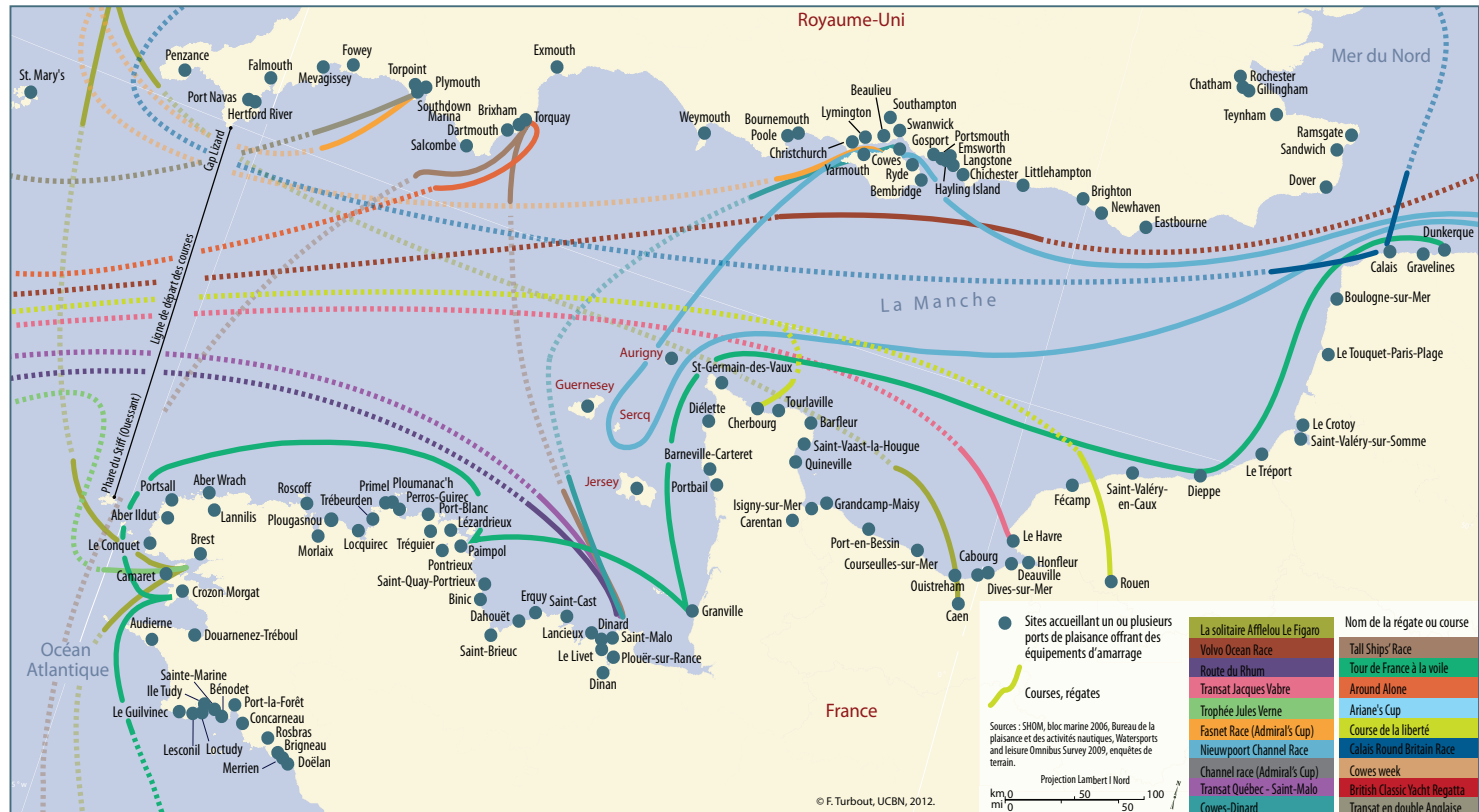 Royaume-Uni
Mer du Nord
St. Mary's
Penzance
Falmouth
Port Navas
Hertford River
Mevagissey
Fowey
Torpoint
Plymouth
Southdown
Marina
Exmouth
Brixham
Torquay
Dartmouth
Salcombe
Weymouth
Bournemouth
Poole
Christchurch
Lymington
Beaulieu
Southampton
Swanwick
Yarmouth
Cowes
Ryde
Bembridge
Gosport
Portsmouth
Emsworth
Langstone
Chichester
Hayling Island
Littlehampton
Brighton
Newhaven
Eastbourne
Chatham
Rochester
Gillingham
Teynham
Ramsgate
Sandwich
Dover
Cap Lizard
Ligne de départ des courses
Phare du Stiff (Ouessant)
La Manche
Dunkerque
Calais
Gravelines
Boulogne-sur-Mer
Le Touquet-Paris-Plage
Le Crotoy
Saint-Valéry-sur-Somme
Le Tréport
Dieppe
Saint-Valéry-
en-Caux
Fécamp
Aurigny
Guernesey
Sercq
Jersey
St-Germain-des-Vaux
Diélette
Cherbourg
Tourlaville
Barfleur
Saint-Vaast-la-Hougue
Quineville
Barneville-Carteret
Portbail
Isigny-sur-Mer
Carentan
Grandcamp-Maisy
Port-en-Bessin
Courseulles-sur-Mer
Ouistreham
Caen
Cabourg
Dives-sur-Mer
Deauville
Honfleur
Le Havre
Rouen
Granville
Portsall
Aber Wrach
Aber Ildut
Lannilis
Le Conquet
Brest
Camaret
Crozon Morgat
Audierne
Douarnenez-Tréboul
Roscoff
Plougasnou
Morlaix
Locquirec
Trébeurden
Primel
Ploumanac'h
Perros-Guirec
Port-Blanc
Lézardrieux
Tréguier
Paimpol
Pontrieux
Saint-Quay-Portrieux
Binic
Saint-Brieuc
Dahouët
Erquy
Saint-Cast
Lancieux
Dinard
Saint-Malo
Le Livet
Plouër-sur-Rance
Dinan
Océan
Atlantique
Sainte-Marine
Ile Tudy
Bénodet
Le Guilvinec
Port-la-Forêt
Concarneau
Lesconil
Loctudy
Rosbras
Brigneau
Merrien
Doëlan
France
Sites accueillant un ou plusieurs
ports de plaisance offrant des
équipements d'amarrage
Courses, régates
Sources : SHOM, bloc marine 2006, Bureau de la
plaisance et des activités nautiques, Watersports
and leisure Omnibus Survey 2009, enquêtes de
terrain.
Projection Lambert I Nord
km 0 50 100
mi 0 50
© F. Turbout, UCBN, 2012.
Nom de la régate ou course
La solitaire Afflelou Le Figaro
Volvo Ocean Race
Route du Rhum
Transat Jacques Vabre
Trophée Jules Verne
Fasnet Race (Admiral's Cup)
Nieuwpoort Channel Race
Channel race (Admiral's Cup)
Transat Québec - Saint-Malo
Cowes-Dinard
Tall Ships' Race
Tour de France à la voile
Around Alone
Ariane's Cup
Course de la liberté
Calais Round Britain Race
Cowes week
British Classic Yacht Regatta
Transat en double Anglaise